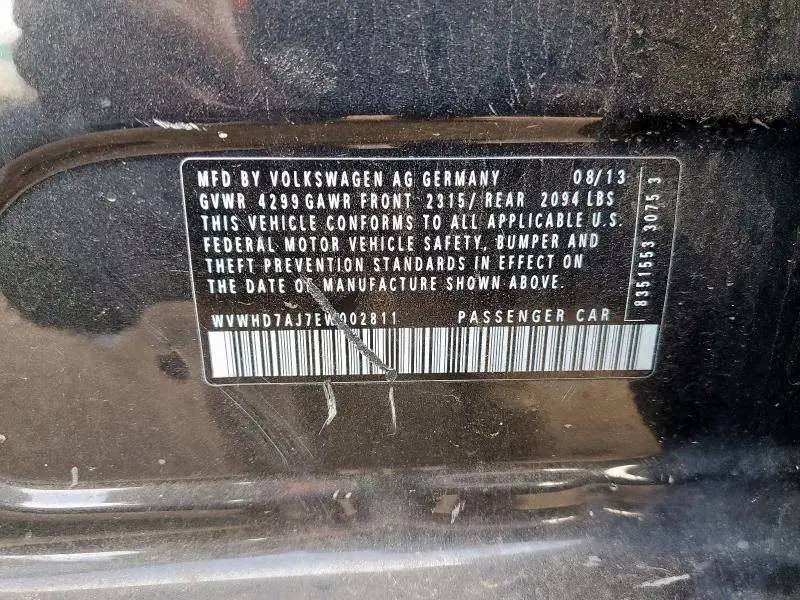 MFD BY VOLKSWAGEN AG GERMANY 08/13
GVWR 4299 GAWR FRONT 2315/ REAR 2094 LBS
THIS VEHICLE CONFORMS TO ALL APPLICABLE U.S.
FEDERAL MOTOR VEHICLE SAFETY, BUMPER AND
THEFT PREVENTION STANDARDS IN EFFECT ON
THE DATE OF MANUFACTURE SHOWN ABOVE.
WVWHD7AJ7EW002811 PASSENGER CAR
8351553 3075 3